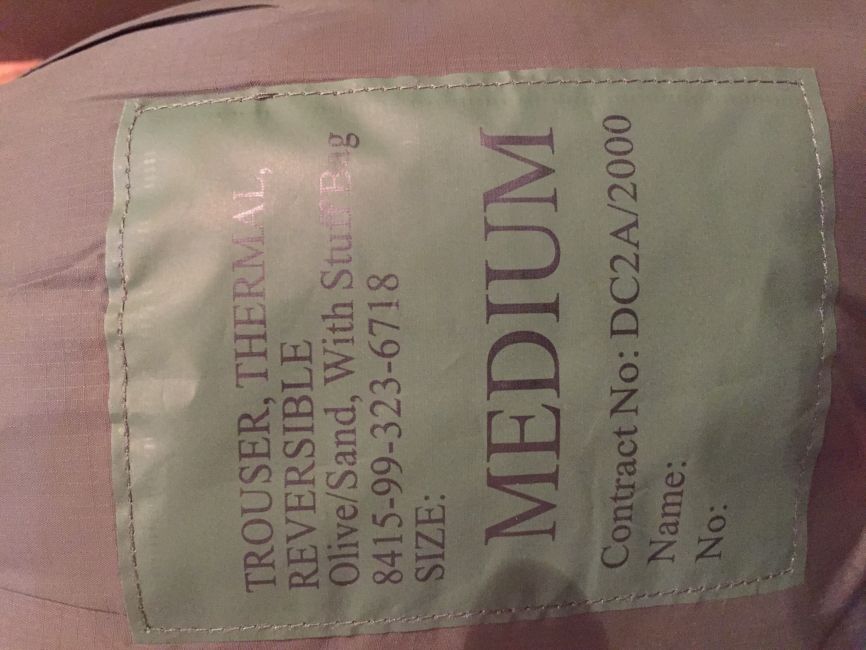 TROUSER, THERMAL,
REVERSIBLE
Olive/Sand, With Stuff Bag
8415-99-323-6718
SIZE:
MEDIUM
Contract No: DC2A/2000
Name:
No: